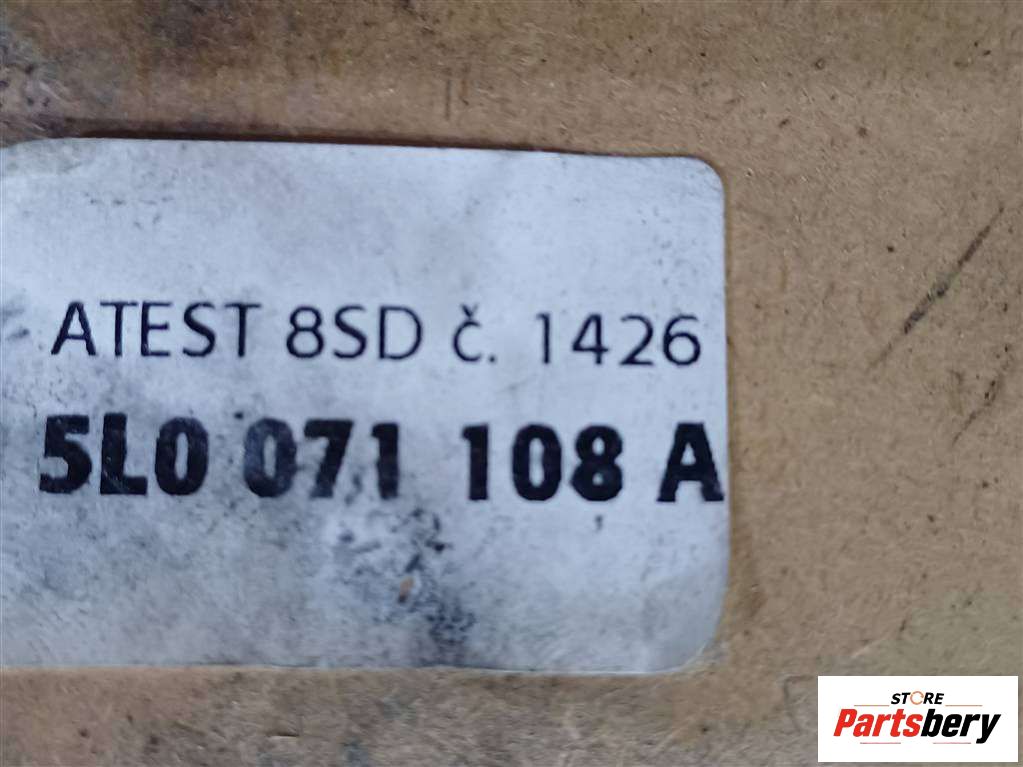 ATEST 8SD č. 1426
5L0 071 108 A
STORE
Partsbery